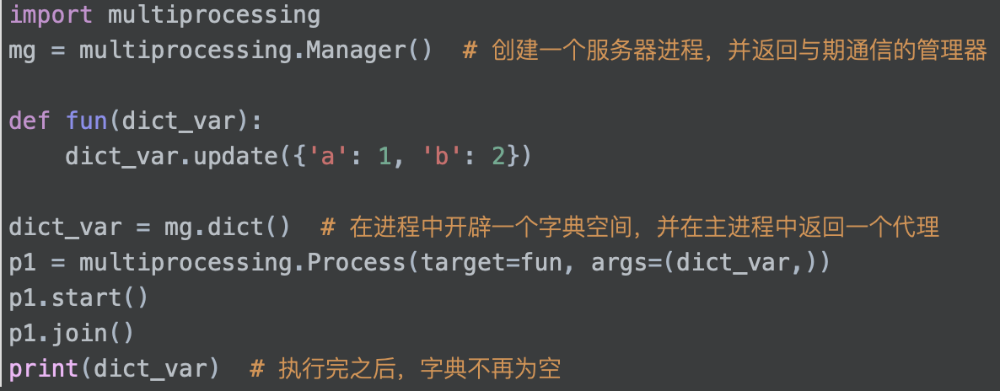 import multiprocessing
mg = multiprocessing.Manager()  # 创建一个服务器进程，并返回与期通信的管理器
def fun(dict_var):
    dict_var.update({'a': 1, 'b': 2})
dict_var = mg.dict()  # 在进程中开辟一个字典空间，并在主进程中返回一个代理
p1 = multiprocessing.Process(target=fun, args=(dict_var,))
p1.start()
p1.join()
print(dict_var)  # 执行完之后，字典不再为空